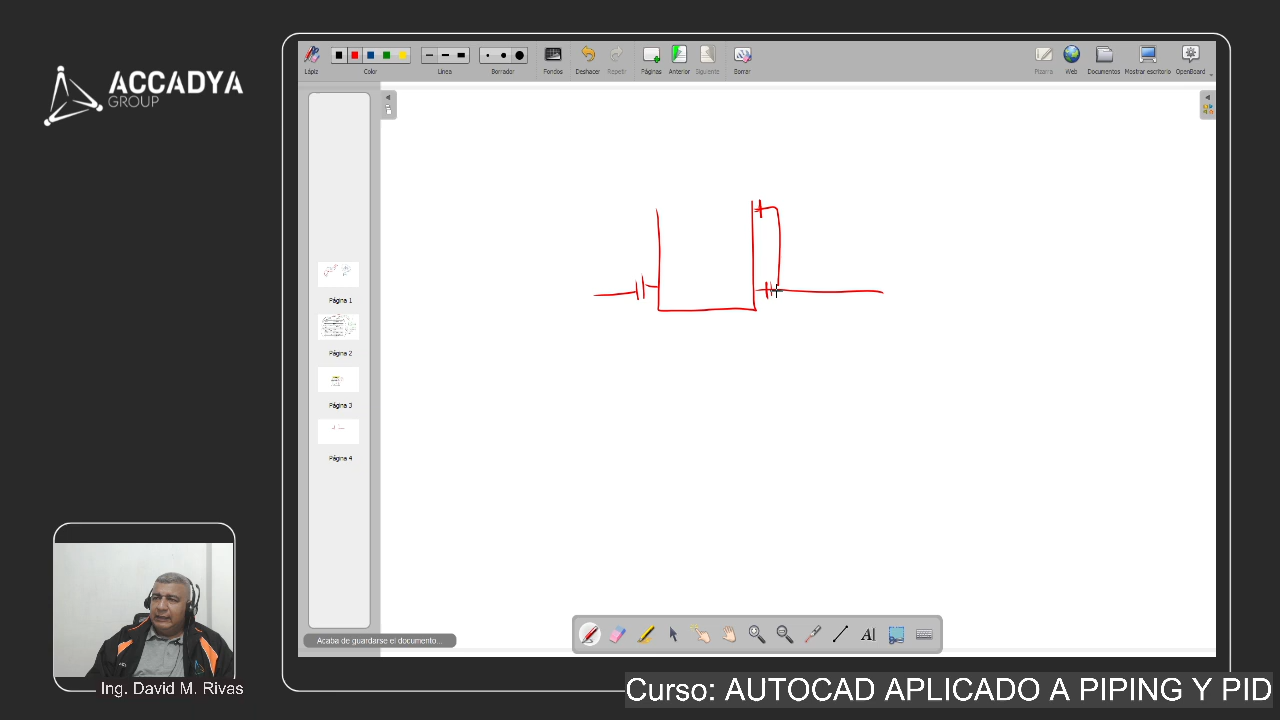 ACCADYA
GROUP
Lápiz
Color
Línea
Borrador
Fondos
Deshacer
Repetir
Páginas
Anterior
Siguiente
Borrar
Pizarra
Web
Documentos
Mostrar escritorio
OpenBoard
Página 1
Página 2
Página 3
Página 4
Acaba de guardarse el documento...
Ing. David M. Rivas
Curso: AUTOCAD APLICADO A PIPING Y PID